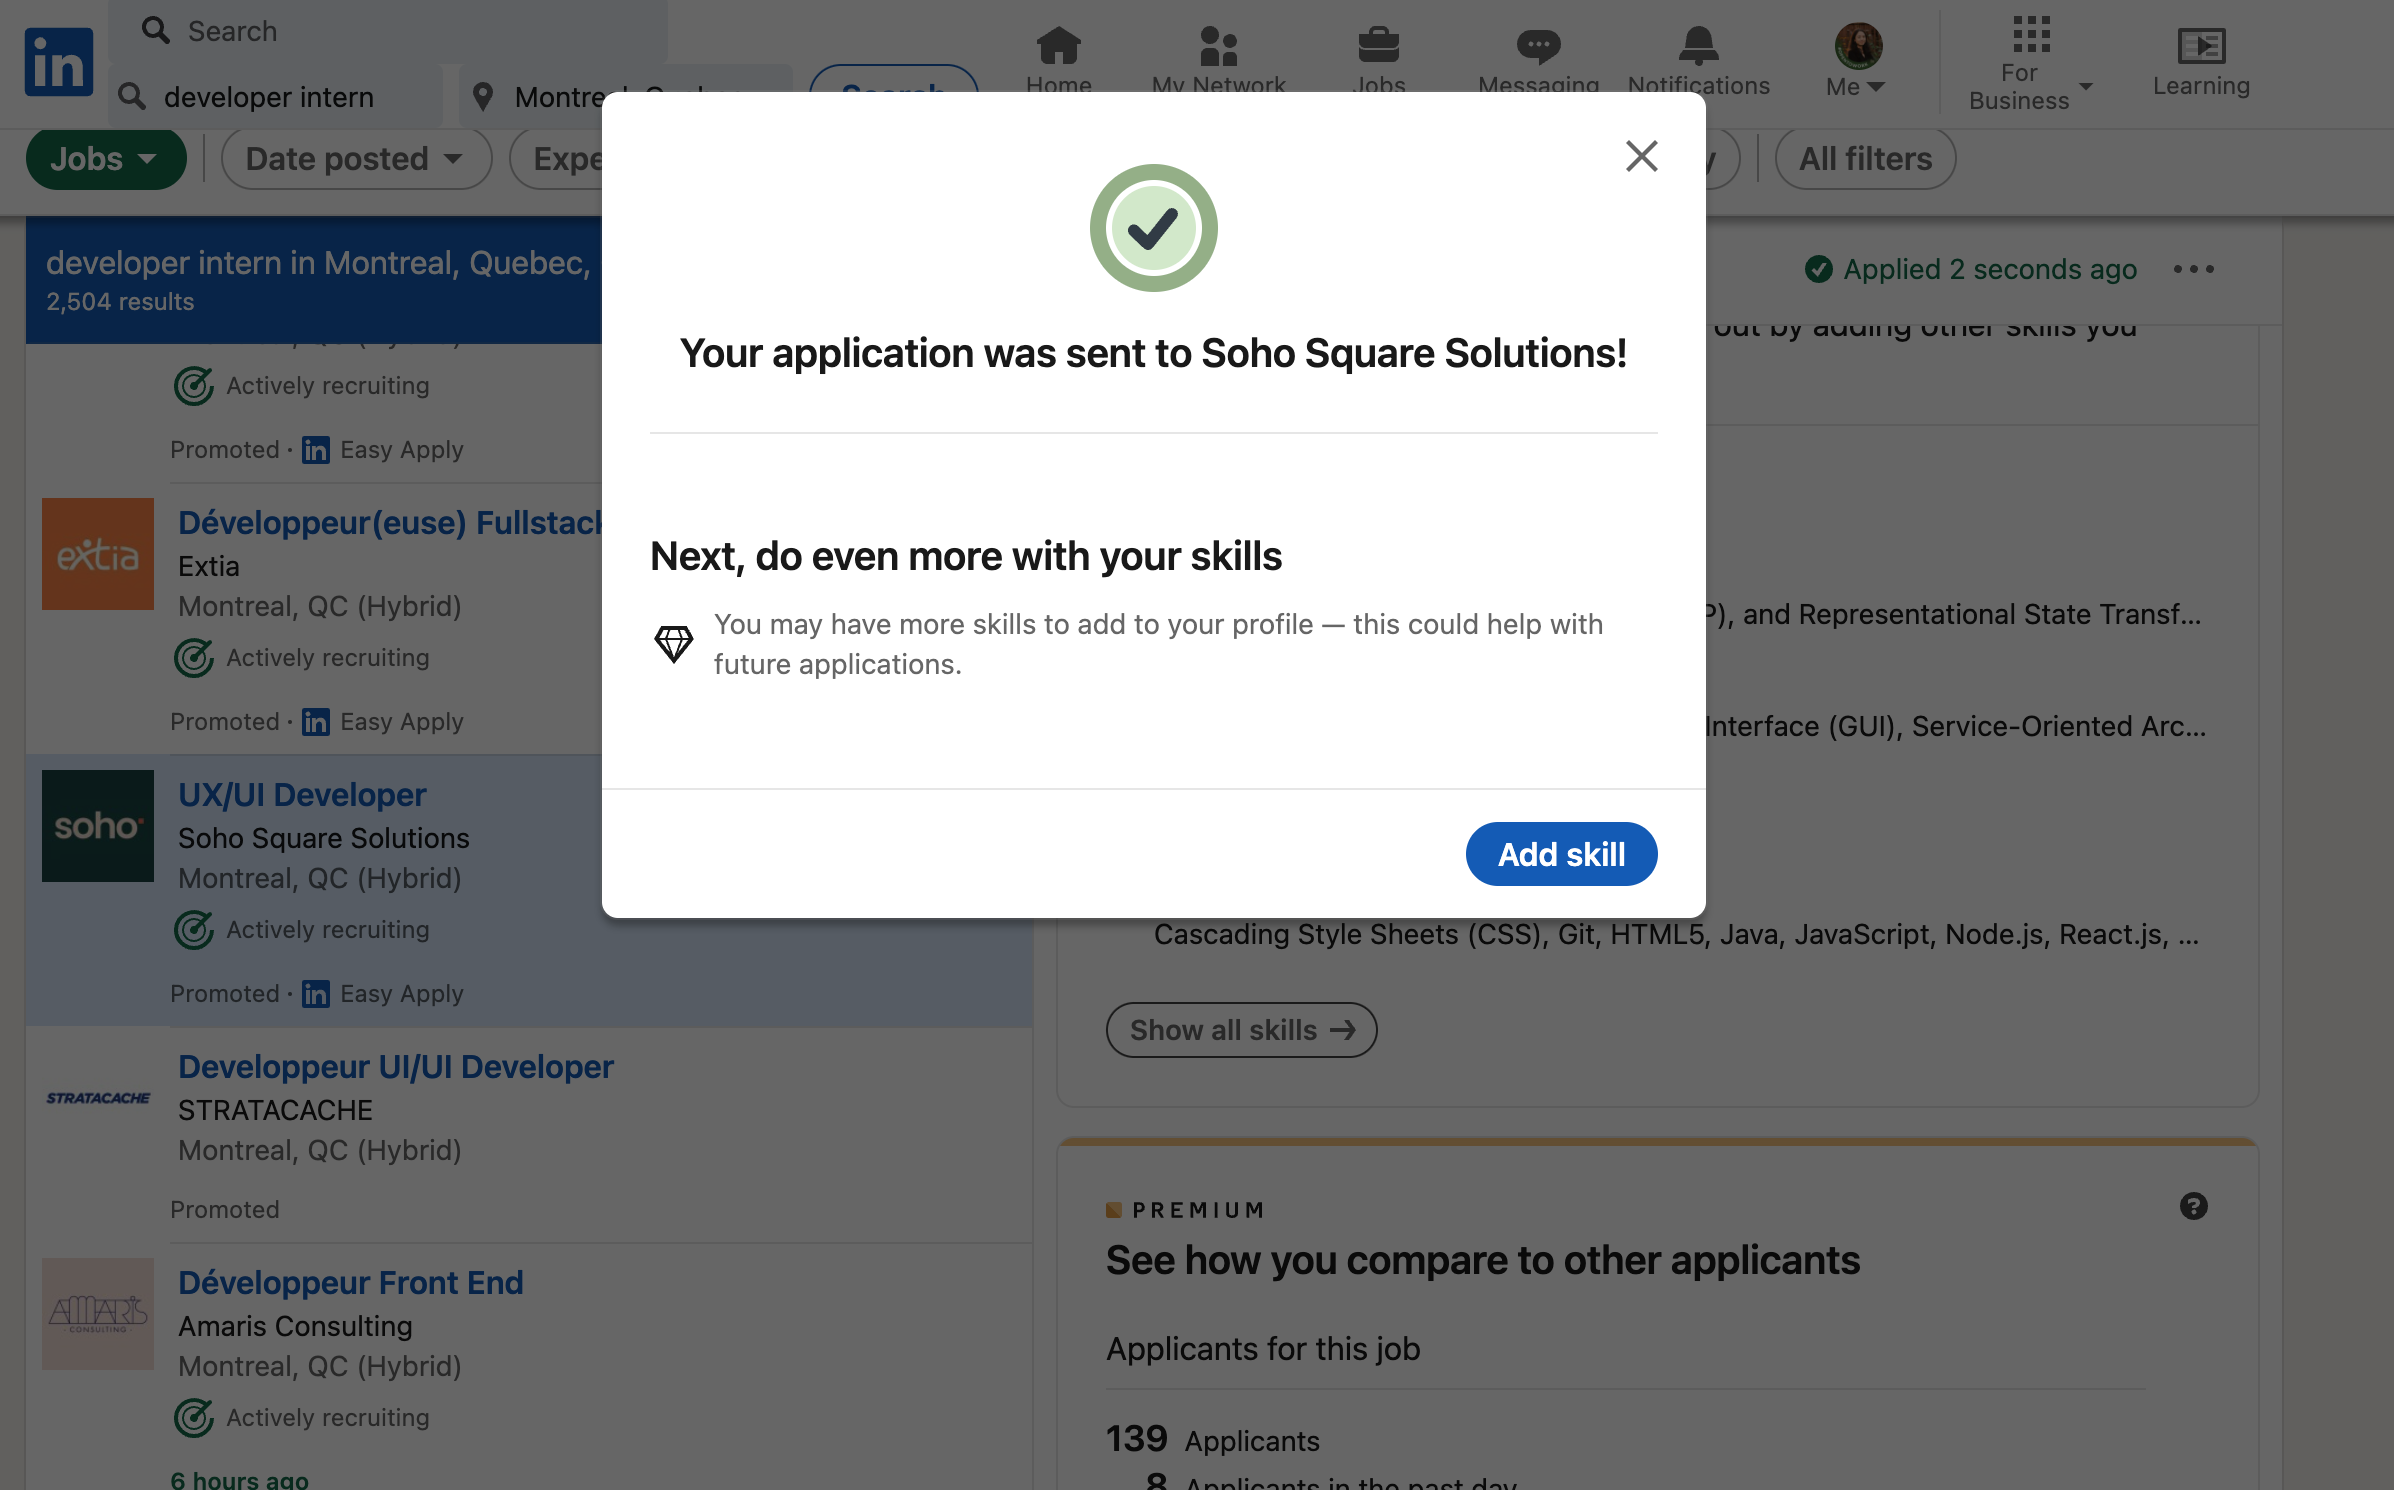 in
Search
developer intern
Home
My Network
Jobs
Messaging
Notifications
Me
For
Business
Learning
Jobs
Date posted
All filters
developer intern in Montreal, Quebec,
2,504 results
Applied 2 seconds ago
out by adding other skills you
Your application was sent to Soho Square Solutions!
Next, do even more with your skills
You may have more skills to add to your profile — this could help with
future applications.
Add skill
Actively recruiting
Promoted · in Easy Apply
extia
Développeur(euse) Fullstack
Extia
Montreal, QC (Hybrid)
Actively recruiting
Promoted · in Easy Apply
soho
UX/UI Developer
Soho Square Solutions
Montreal, QC (Hybrid)
Actively recruiting
Promoted · in Easy Apply
STRATACACHE
Developpeur UI/UI Developer
STRATACACHE
Montreal, QC (Hybrid)
Promoted
AMARIS
CONSULTING
Développeur Front End
Amaris Consulting
Montreal, QC (Hybrid)
Actively recruiting
6 hours ago
P), and Representational State Transf...
Interface (GUI), Service-Oriented Arc...
Cascading Style Sheets (CSS), Git, HTML5, Java, JavaScript, Node.js, React.js, ...
Show all skills →
PREMIUM
See how you compare to other applicants
Applicants for this job
139 Applicants
8 Applicants in the past day